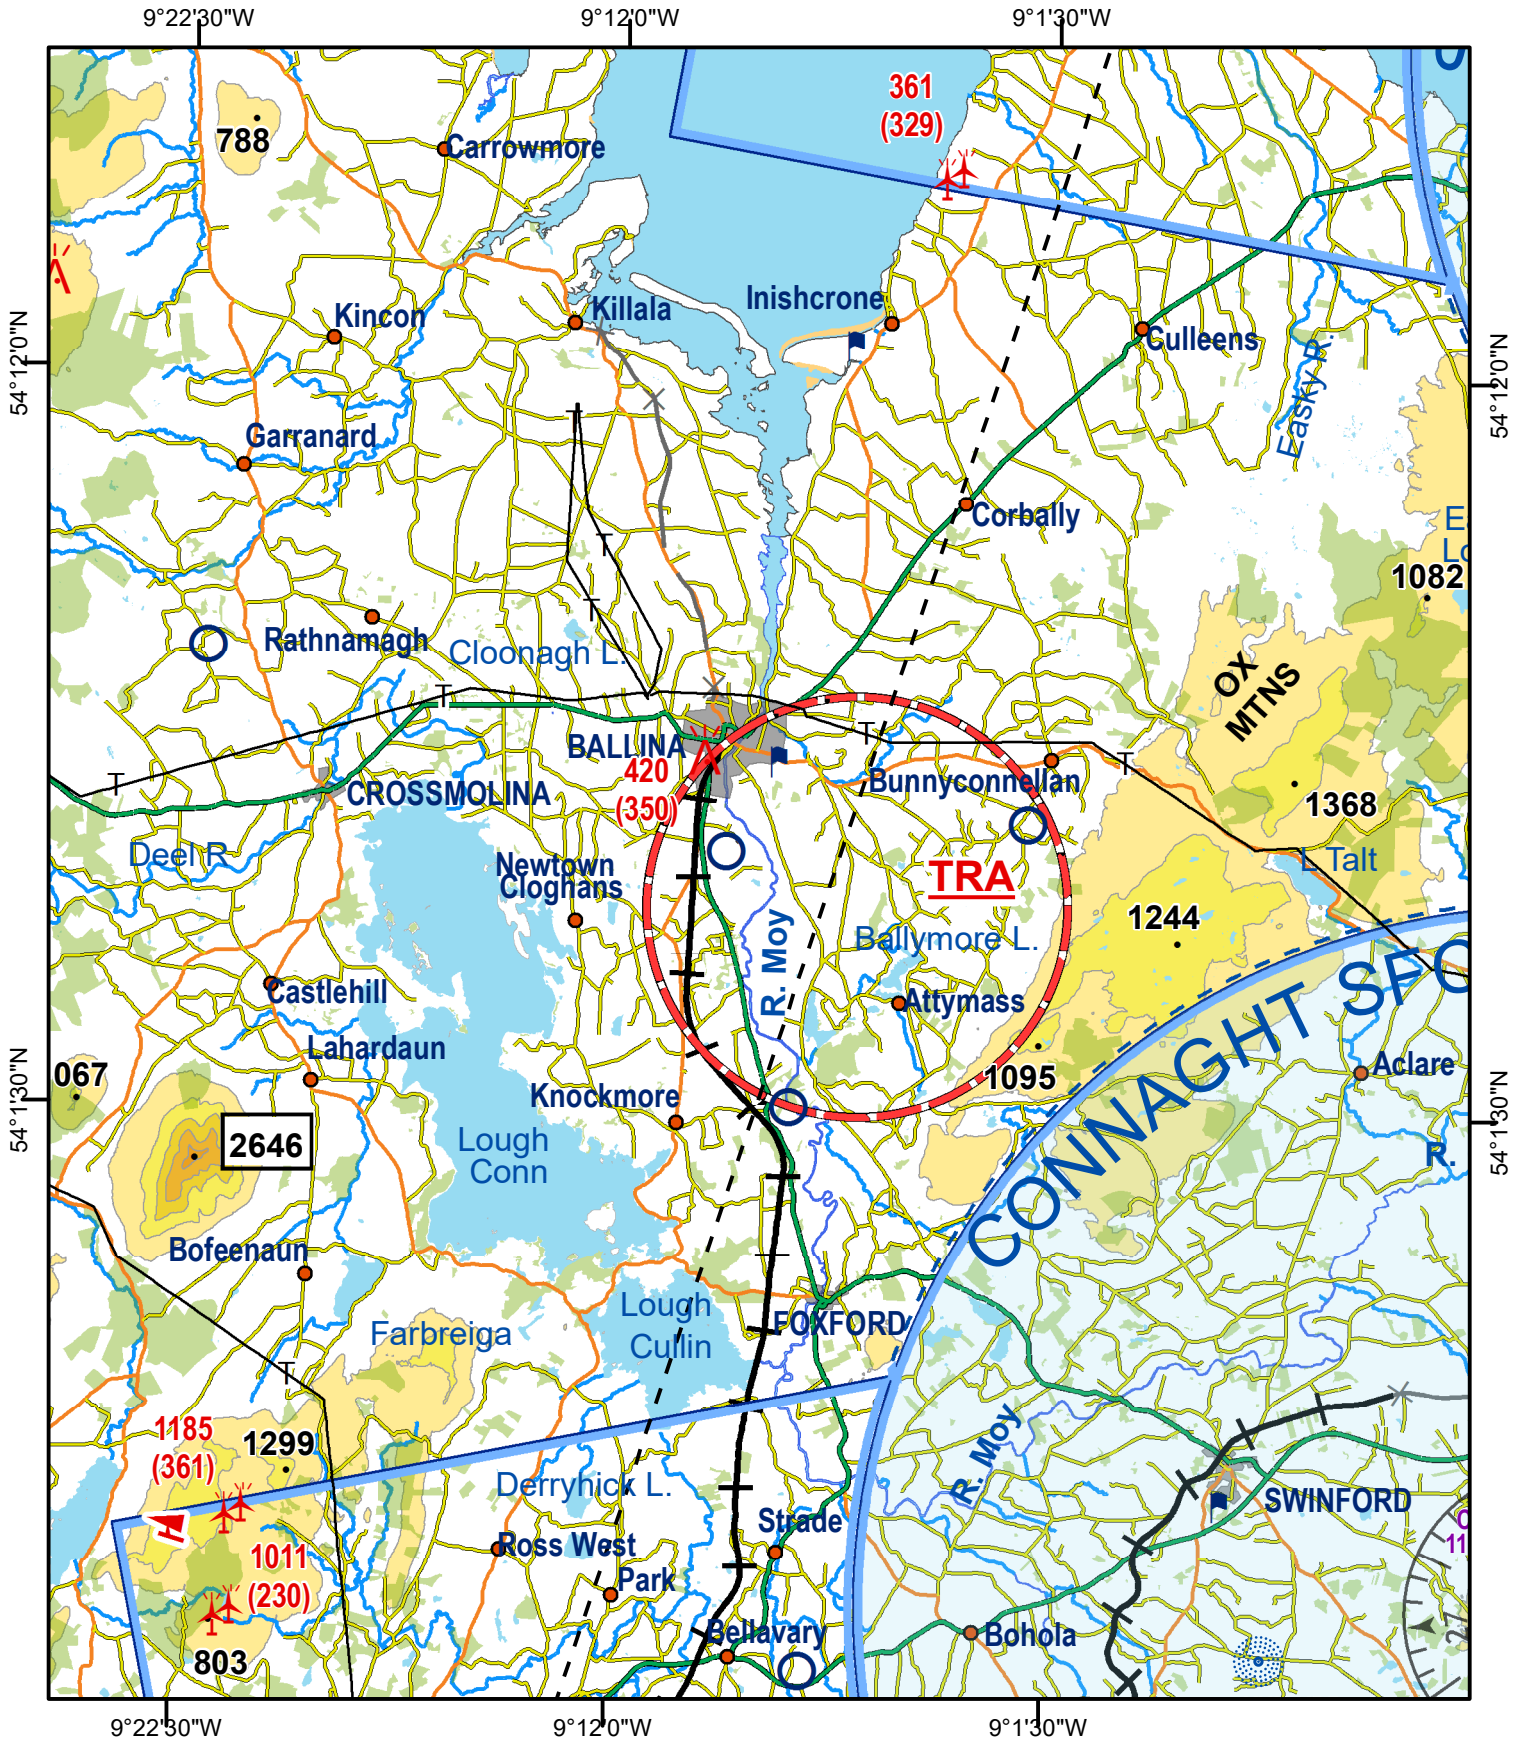 9°22'30"W
9°12'0"W
9°1'30"W
361
(329)
788
Carrowmore
Kincon
Killala
Inishcrone
Culleens
54°12'0"N
54°12'0"N
Easky R.
Garranard
T
Corbally
T
T
1082
Rathnamagh
Cloonagh L.
OX
MTNS
T
BALLINA
420
(350)
T
T
T
Bunnyconnellan
CROSSMOLINA
1368
Deel R
L Talt
Newtown
Cloghans
TRA
1244
R. Moy
Ballymore L.
Castlehill
Attymass
CONNAGHT SFC
Lahardaun
067
1095
Aclare
54°1'30"N
54°1'30"N
Knockmore
2646
Lough
Conn
R.
Bofeenaun
Lough
Cullin
FOXFORD
Farbreiga
T
1185
(361)
1299
R. Moy
Derryhick L.
SWINFORD
Strade
1011
(230)
Ross West
Park
Bellavary
Bohola
803
11
9°22'30"W
9°12'0"W
9°1'30"W